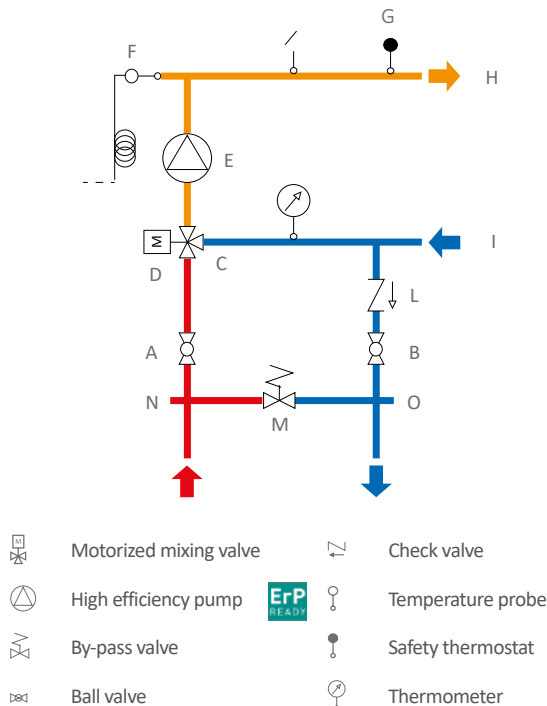 G
F
H
E
M
I
D
C
L
A
B
N
O
M
M
Motorized mixing valve
Check valve
High efficiency pump
ErP
READY
Temperature probe
By-pass valve
Safety thermostat
Ball valve
Thermometer